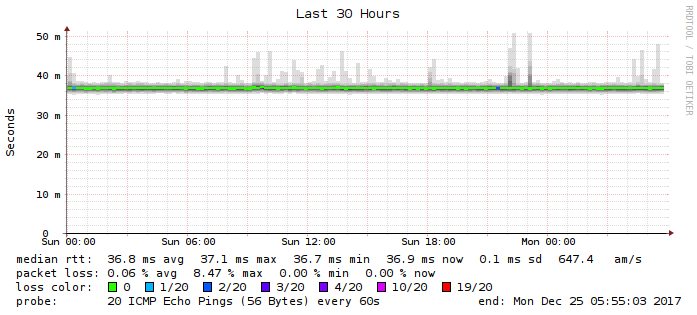 Last 30 Hours
RRDTOOL / TOBI OETIKER
Seconds
50 m
40 m
30 m
20 m
10 m
0
Sun 00:00 Sun 06:00 Sun 12:00 Sun 18:00 Mon 00:00
median rtt: 36.8 ms avg 37.1 ms max 36.7 ms min 36.9 ms now 0.1 ms sd 647.4 am/s
packet loss: 0.06 % avg 8.47 % max 0.00 % min 0.00 % now
loss color: 0 1/20 2/20 3/20 4/20 10/20 19/20
probe: 20 ICMP Echo Pings (56 Bytes) every 60s end: Mon Dec 25 05:55:03 2017